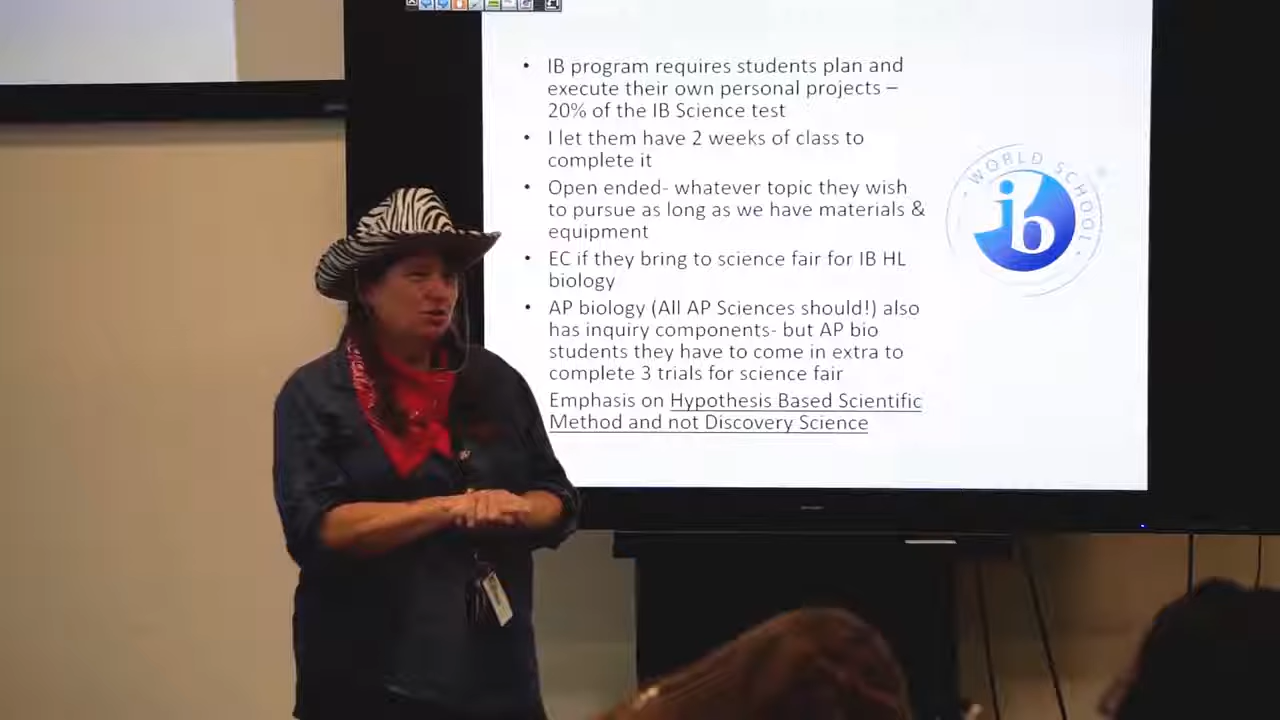 • IB program requires students plan and
execute their own personal projects –
20% of the IB Science test
• I let them have 2 weeks of class to
complete it
• Open ended- whatever topic they wish
to pursue as long as we have materials &
equipment
• EC if they bring to science fair for IB HL
biology
• AP biology (All AP Sciences should!) also
has inquiry components- but AP bio
students they have to come in extra to
complete 3 trials for science fair
Emphasis on Hypothesis Based Scientific
Method and not Discovery Science
WORLD SCHOOL
ib